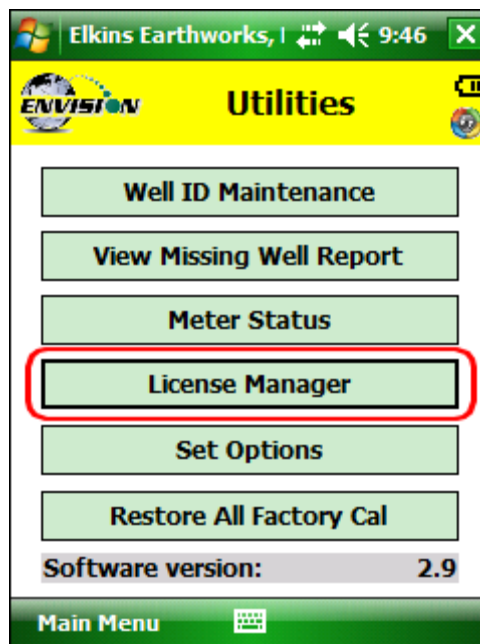 Elkins Earthworks, l 9:46
ENVISION Utilities
Well ID Maintenance
View Missing Well Report
Meter Status
License Manager
Set Options
Restore All Factory Cal
Software version: 2.9
Main Menu